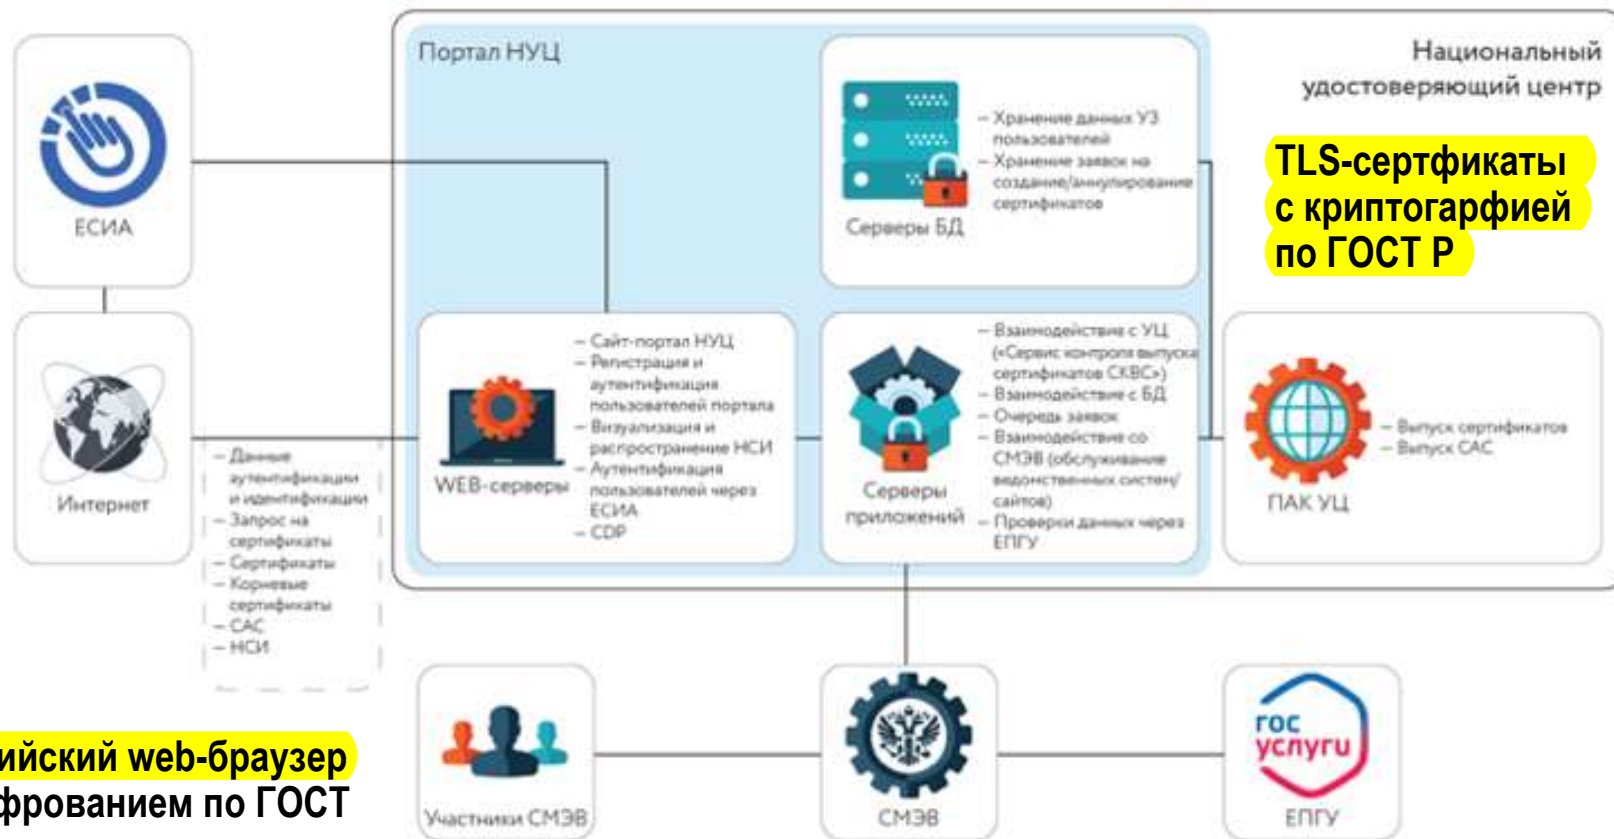 Портал НУЦ
Национальный
удостоверяющий центр
ЕСИА
– Хранение данных УЗ
пользователей
– Хранение заявок на
создание/аннулирование
сертификатов
Серверы БД
TLS-сертфикаты
с криптогарфией
по ГОСТ Р
Интернет
– Данные
аутентификации
и идентификации
– Запрос на
сертификаты
– Сертификаты
– Корневые
сертификаты
– САС
– НСИ
WEB-серверы
– Сайт-портал НУЦ
– Регистрация и
аутентификация
пользователей портала
– Визуализация и
распространение НСИ
– Аутентификация
пользователей через
ЕСИА
– CDP
Серверы
приложений
– Взаимодействие с УЦ
(«Сервис контроля выпуска
сертификатов СКВС»)
– Взаимодействие с БД
– Очередь заявок
– Взаимодействие со
СМЭВ (обслуживание
ведомственных систем/
сайтов)
– Проверки данных через
ЕПГУ
ПАК УЦ
– Выпуск сертификатов
– Выпуск САС
ийский web-браузер
фрованием по ГОСТ
Участники СМЭВ
СМЭВ
гос
услуги
ЕПГУ